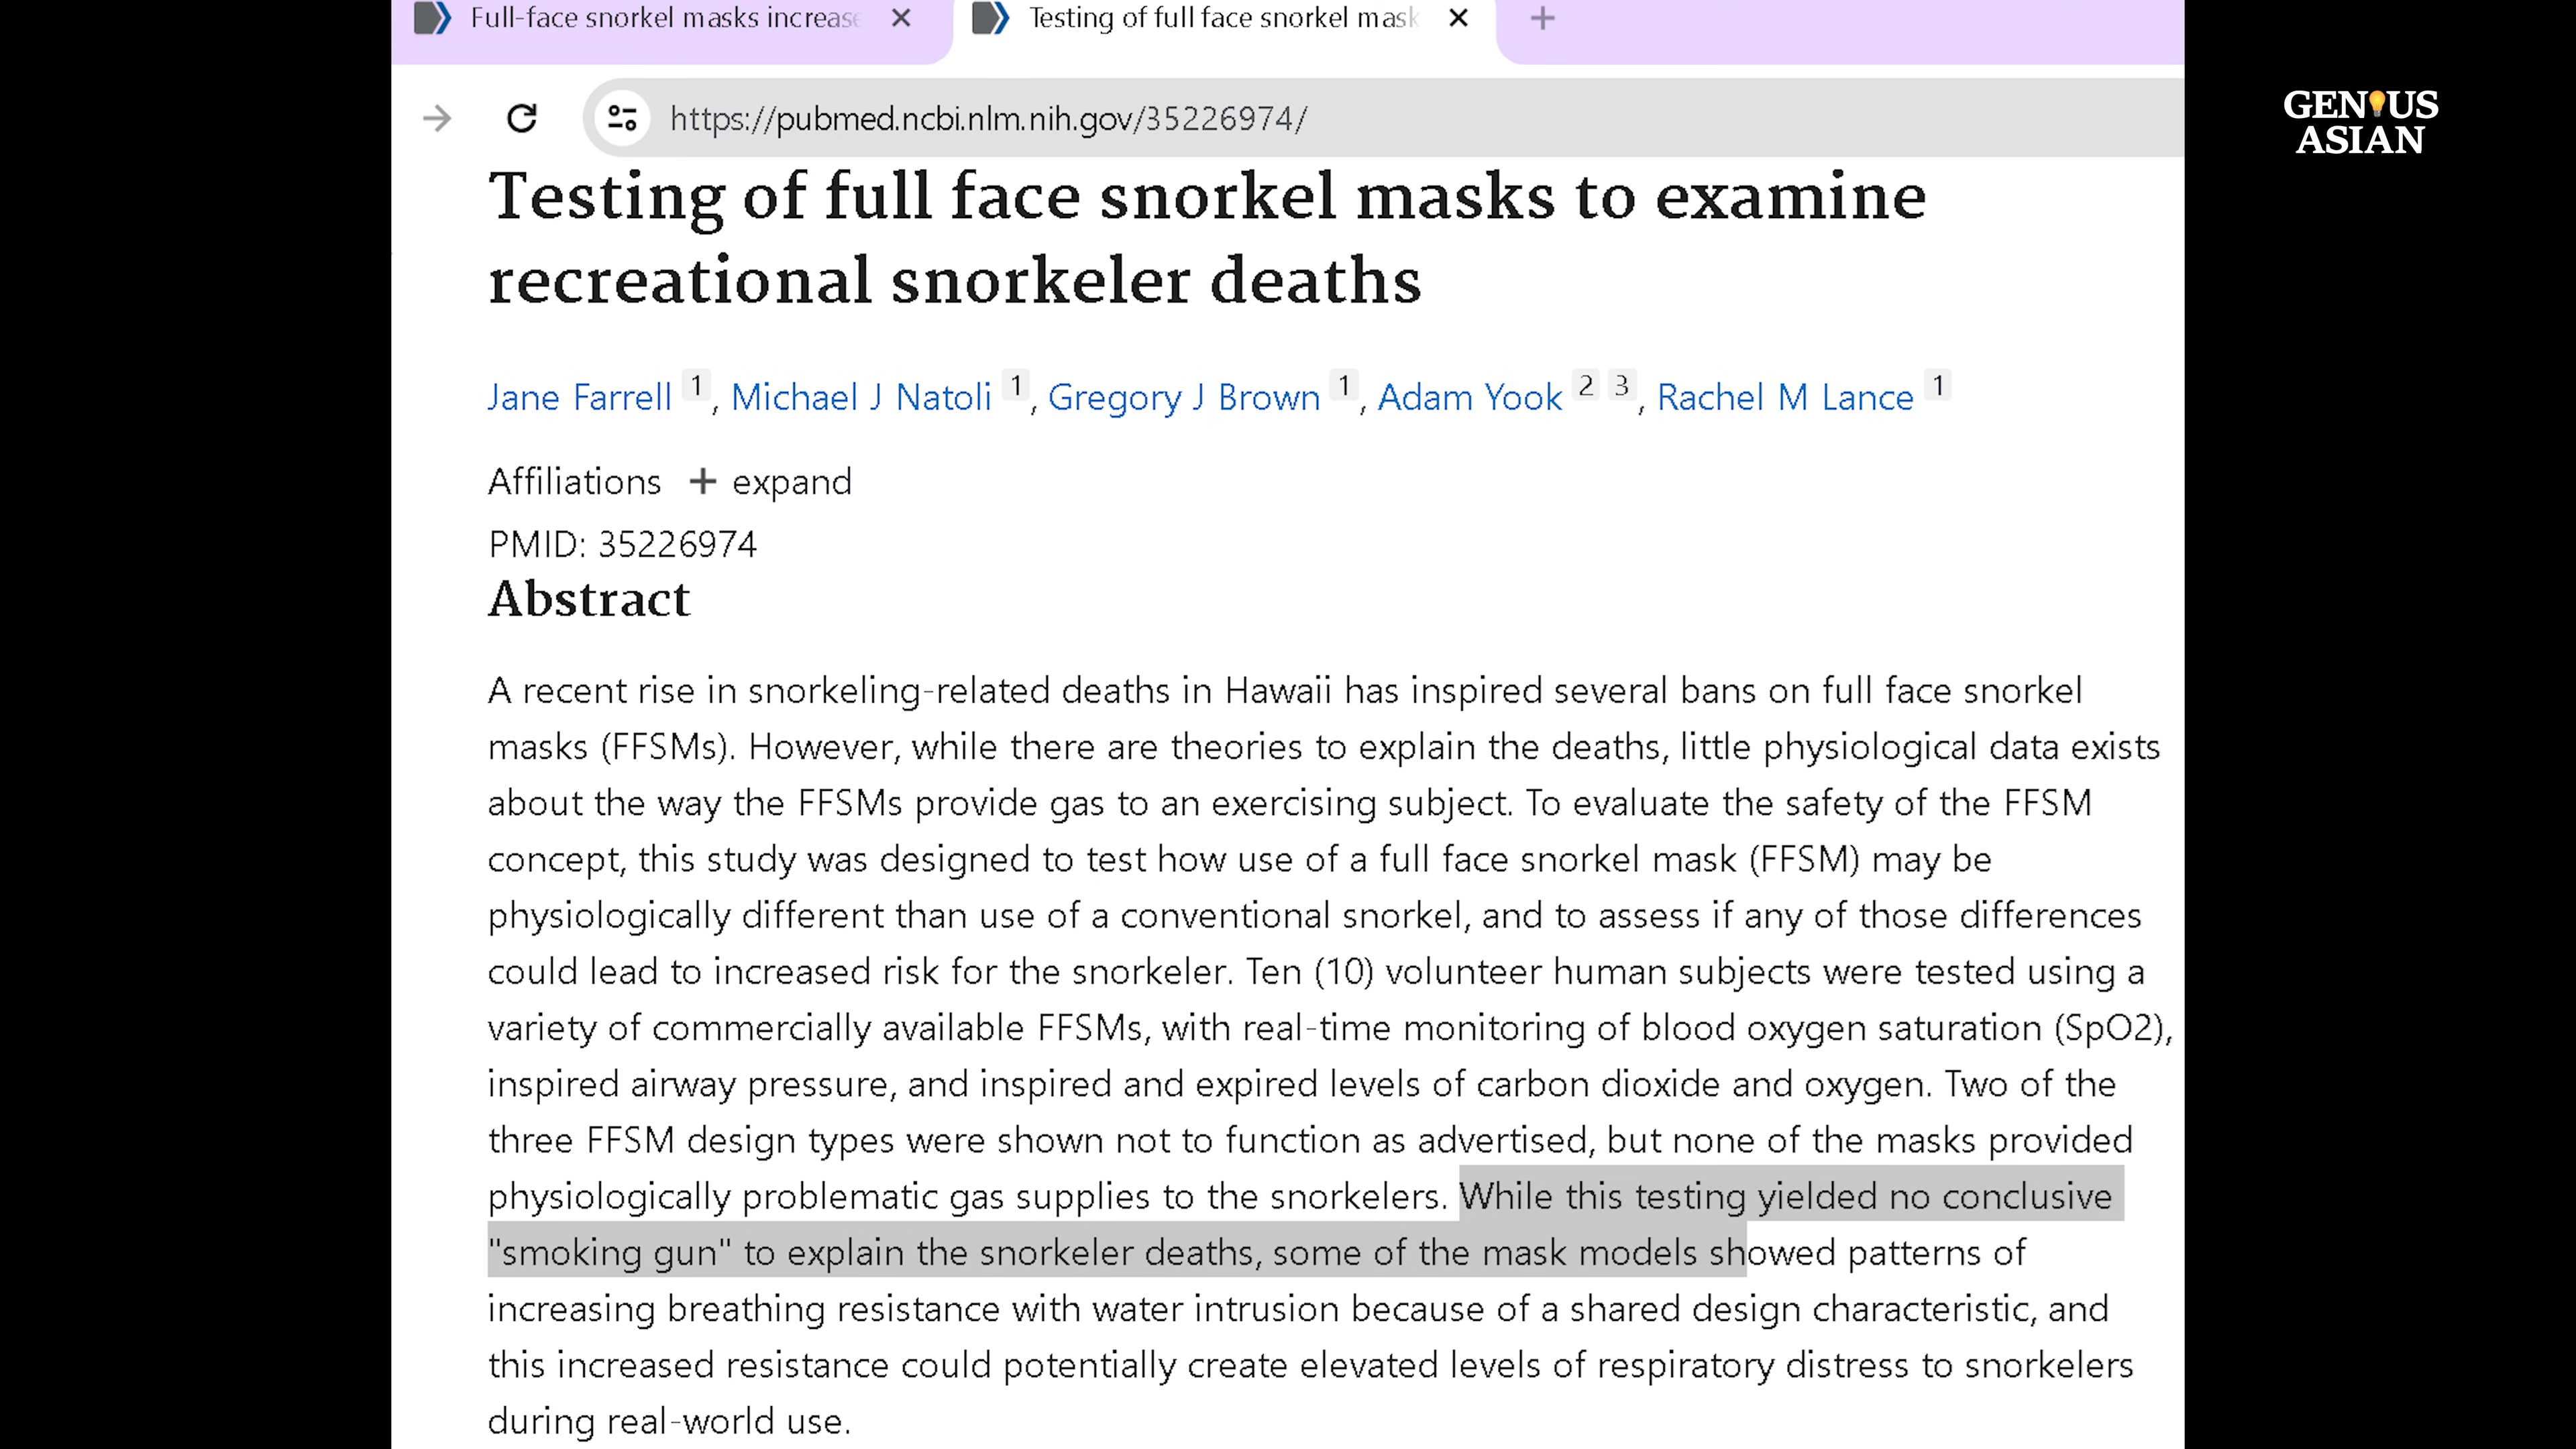 Full-face snorkel masks increase
Testing of full face snorkel mask
https://pubmed.ncbi.nlm.nih.gov/35226974/
GENIUS
ASIAN
Testing of full face snorkel masks to examine
recreational snorkeler deaths
Jane Farrell 1, Michael J Natoli 1, Gregory J Brown 1, Adam Yook 2 3, Rachel M Lance 1
Affiliations + expand
PMID: 35226974
Abstract
A recent rise in snorkeling-related deaths in Hawaii has inspired several bans on full face snorkel
masks (FFSMs). However, while there are theories to explain the deaths, little physiological data exists
about the way the FFSMs provide gas to an exercising subject. To evaluate the safety of the FFSM
concept, this study was designed to test how use of a full face snorkel mask (FFSM) may be
physiologically different than use of a conventional snorkel, and to assess if any of those differences
could lead to increased risk for the snorkeler. Ten (10) volunteer human subjects were tested using a
variety of commercially available FFSMs, with real-time monitoring of blood oxygen saturation (SpO2),
inspired airway pressure, and inspired and expired levels of carbon dioxide and oxygen. Two of the
three FFSM design types were shown not to function as advertised, but none of the masks provided
physiologically problematic gas supplies to the snorkelers. While this testing yielded no conclusive
"smoking gun" to explain the snorkeler deaths, some of the mask models showed patterns of
increasing breathing resistance with water intrusion because of a shared design characteristic, and
this increased resistance could potentially create elevated levels of respiratory distress to snorkelers
during real-world use.